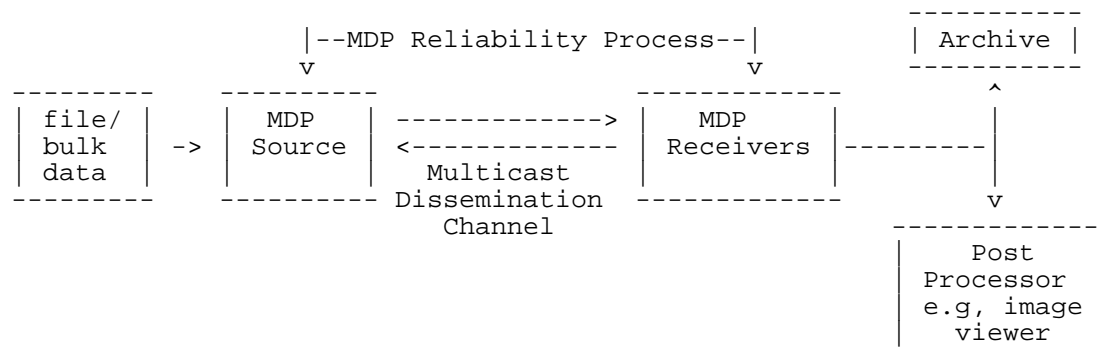 |--MDP Reliability Process--|
Archive
file/ bulk data
->
MDP Source
------------->
<-------------
Multicast Dissemination Channel
MDP Receivers
Post
Processor
e.g, image
viewer